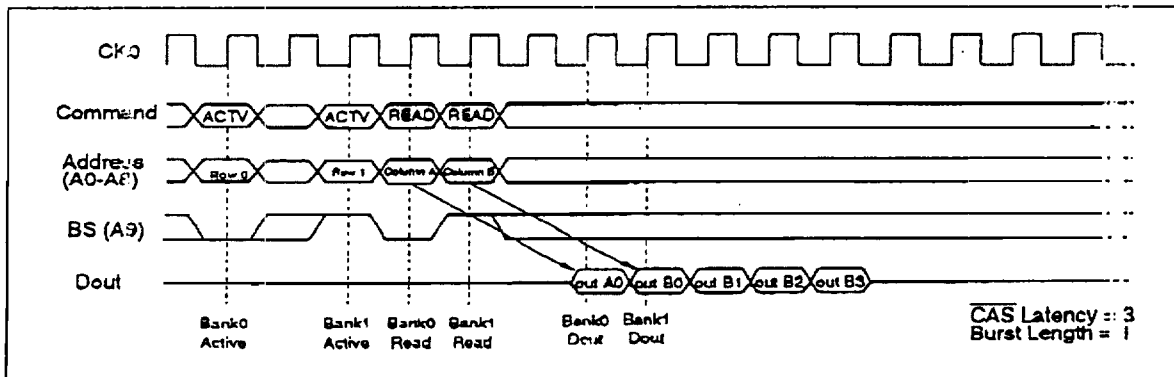 CK0
Command ACTV ACTV READ READ
Address
(A0-A8) Row 0 Row 1 Column A Column B
BS (A9)
Dout out A0 out B0 out B1 out B2 out B3
Bank0
Active
Bank1
Active
Bank0
Read
Bank1
Read
Bank0
Dout
Bank1
Dout
CAS Latency = 3
Burst Length =